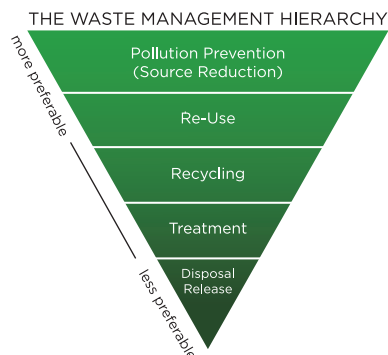 THE WASTE MANAGEMENT HIERARCHY
more preferable
Pollution Prevention
(Source Reduction)
Re-Use
Recycling
Treatment
Disposal
Release
less preferable